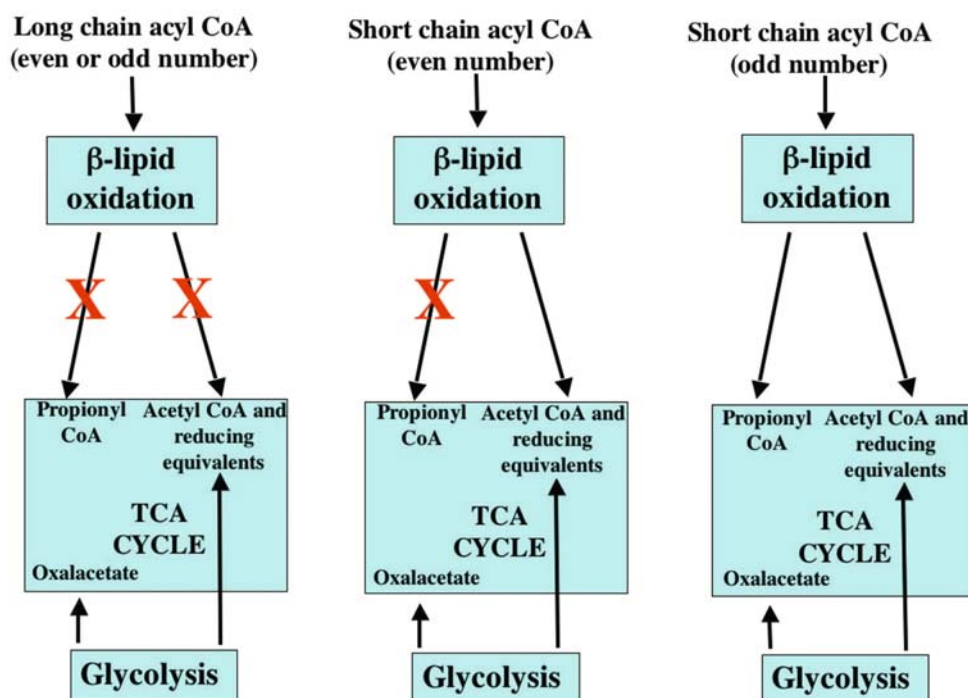 Long chain acyl CoA
(even or odd number)
β-lipid
oxidation
X
X
Propionyl
CoA
Acetyl CoA and
reducing
equivalents
TCA
CYCLE
Oxalacetate
Glycolysis
Short chain acyl CoA
(even number)
β-lipid
oxidation
X
Propionyl
CoA
Acetyl CoA and
reducing
equivalents
TCA
CYCLE
Oxalacetate
Glycolysis
Short chain acyl CoA
(odd number)
β-lipid
oxidation
Propionyl
CoA
Acetyl CoA and
reducing
equivalents
TCA
CYCLE
Oxalacetate
Glycolysis